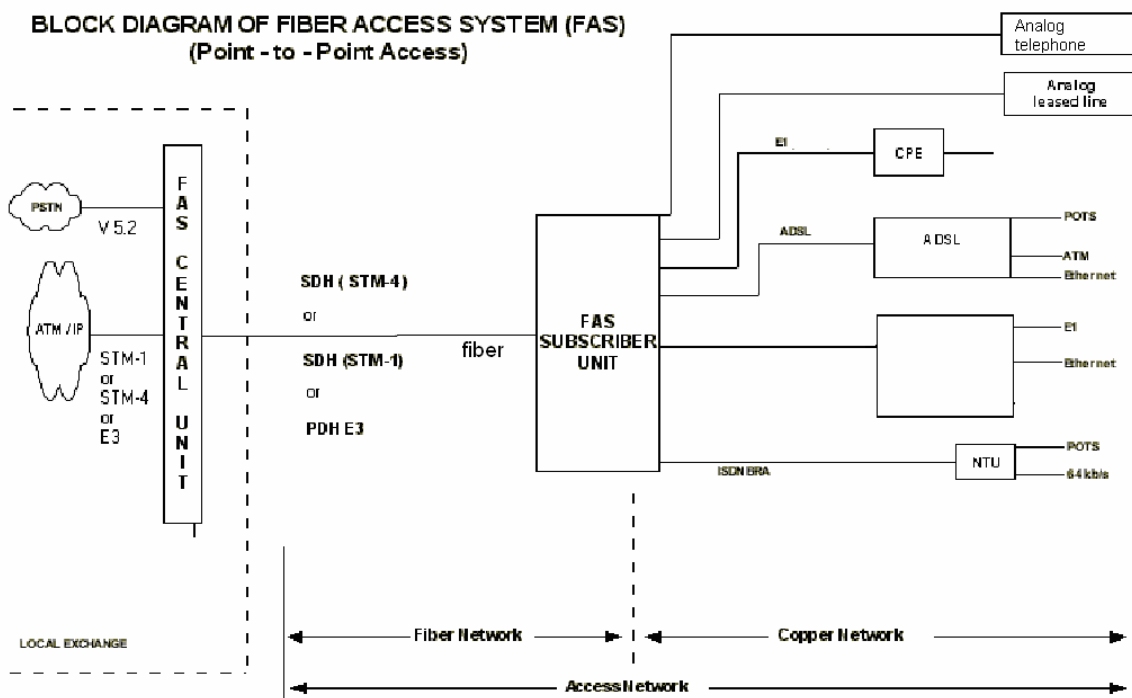 BLOCK DIAGRAM OF FIBER ACCESS SYSTEM (FAS)
(Point - to - Point Access)
Analog
telephone
Analog
leased line
E1
CPE
PSTN
V 5.2
FAS CENTRAL UNIT
ATM / IP
STM-1
or
STM-4
or
E3
SDH ( STM-4)
or
SDH (STM-1)
or
PDH E3
fiber
FAS
SUBSCRIBER
UNIT
ADSL
ADSL
POTS
ATM
Ethernet
E1
Ethernet
ISDN BRA
NTU
POTS
64 kb/s
LOCAL EXCHANGE
Fiber Network
Copper Network
Access Network